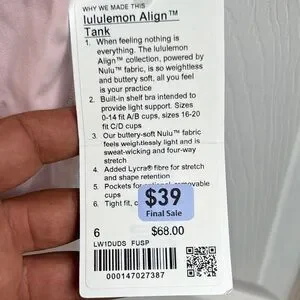 WHY WE MADE THIS
lululemon Align™
Tank
1. When feeling nothing is
everything. The lululemon
Align™ collection, powered by
Nulu™ fabric, is so weightless
and buttery soft, all you feel
is your practice
2. Built-in shelf bra intended to
provide light support. Sizes
0-14 fit A/B cups, sizes 16-20
fit C/D cups
3. Our buttery-soft Nulu™ fabric
feels weightlessly light and is
sweat-wicking and four-way
stretch
4. Added Lycra® fibre for stretch
and shape retention
5. Pockets for optional, removable
cups
6. Tight fit, c
$39
Final Sale
6 $68.00
LW1DUDS FUSP
000147027387